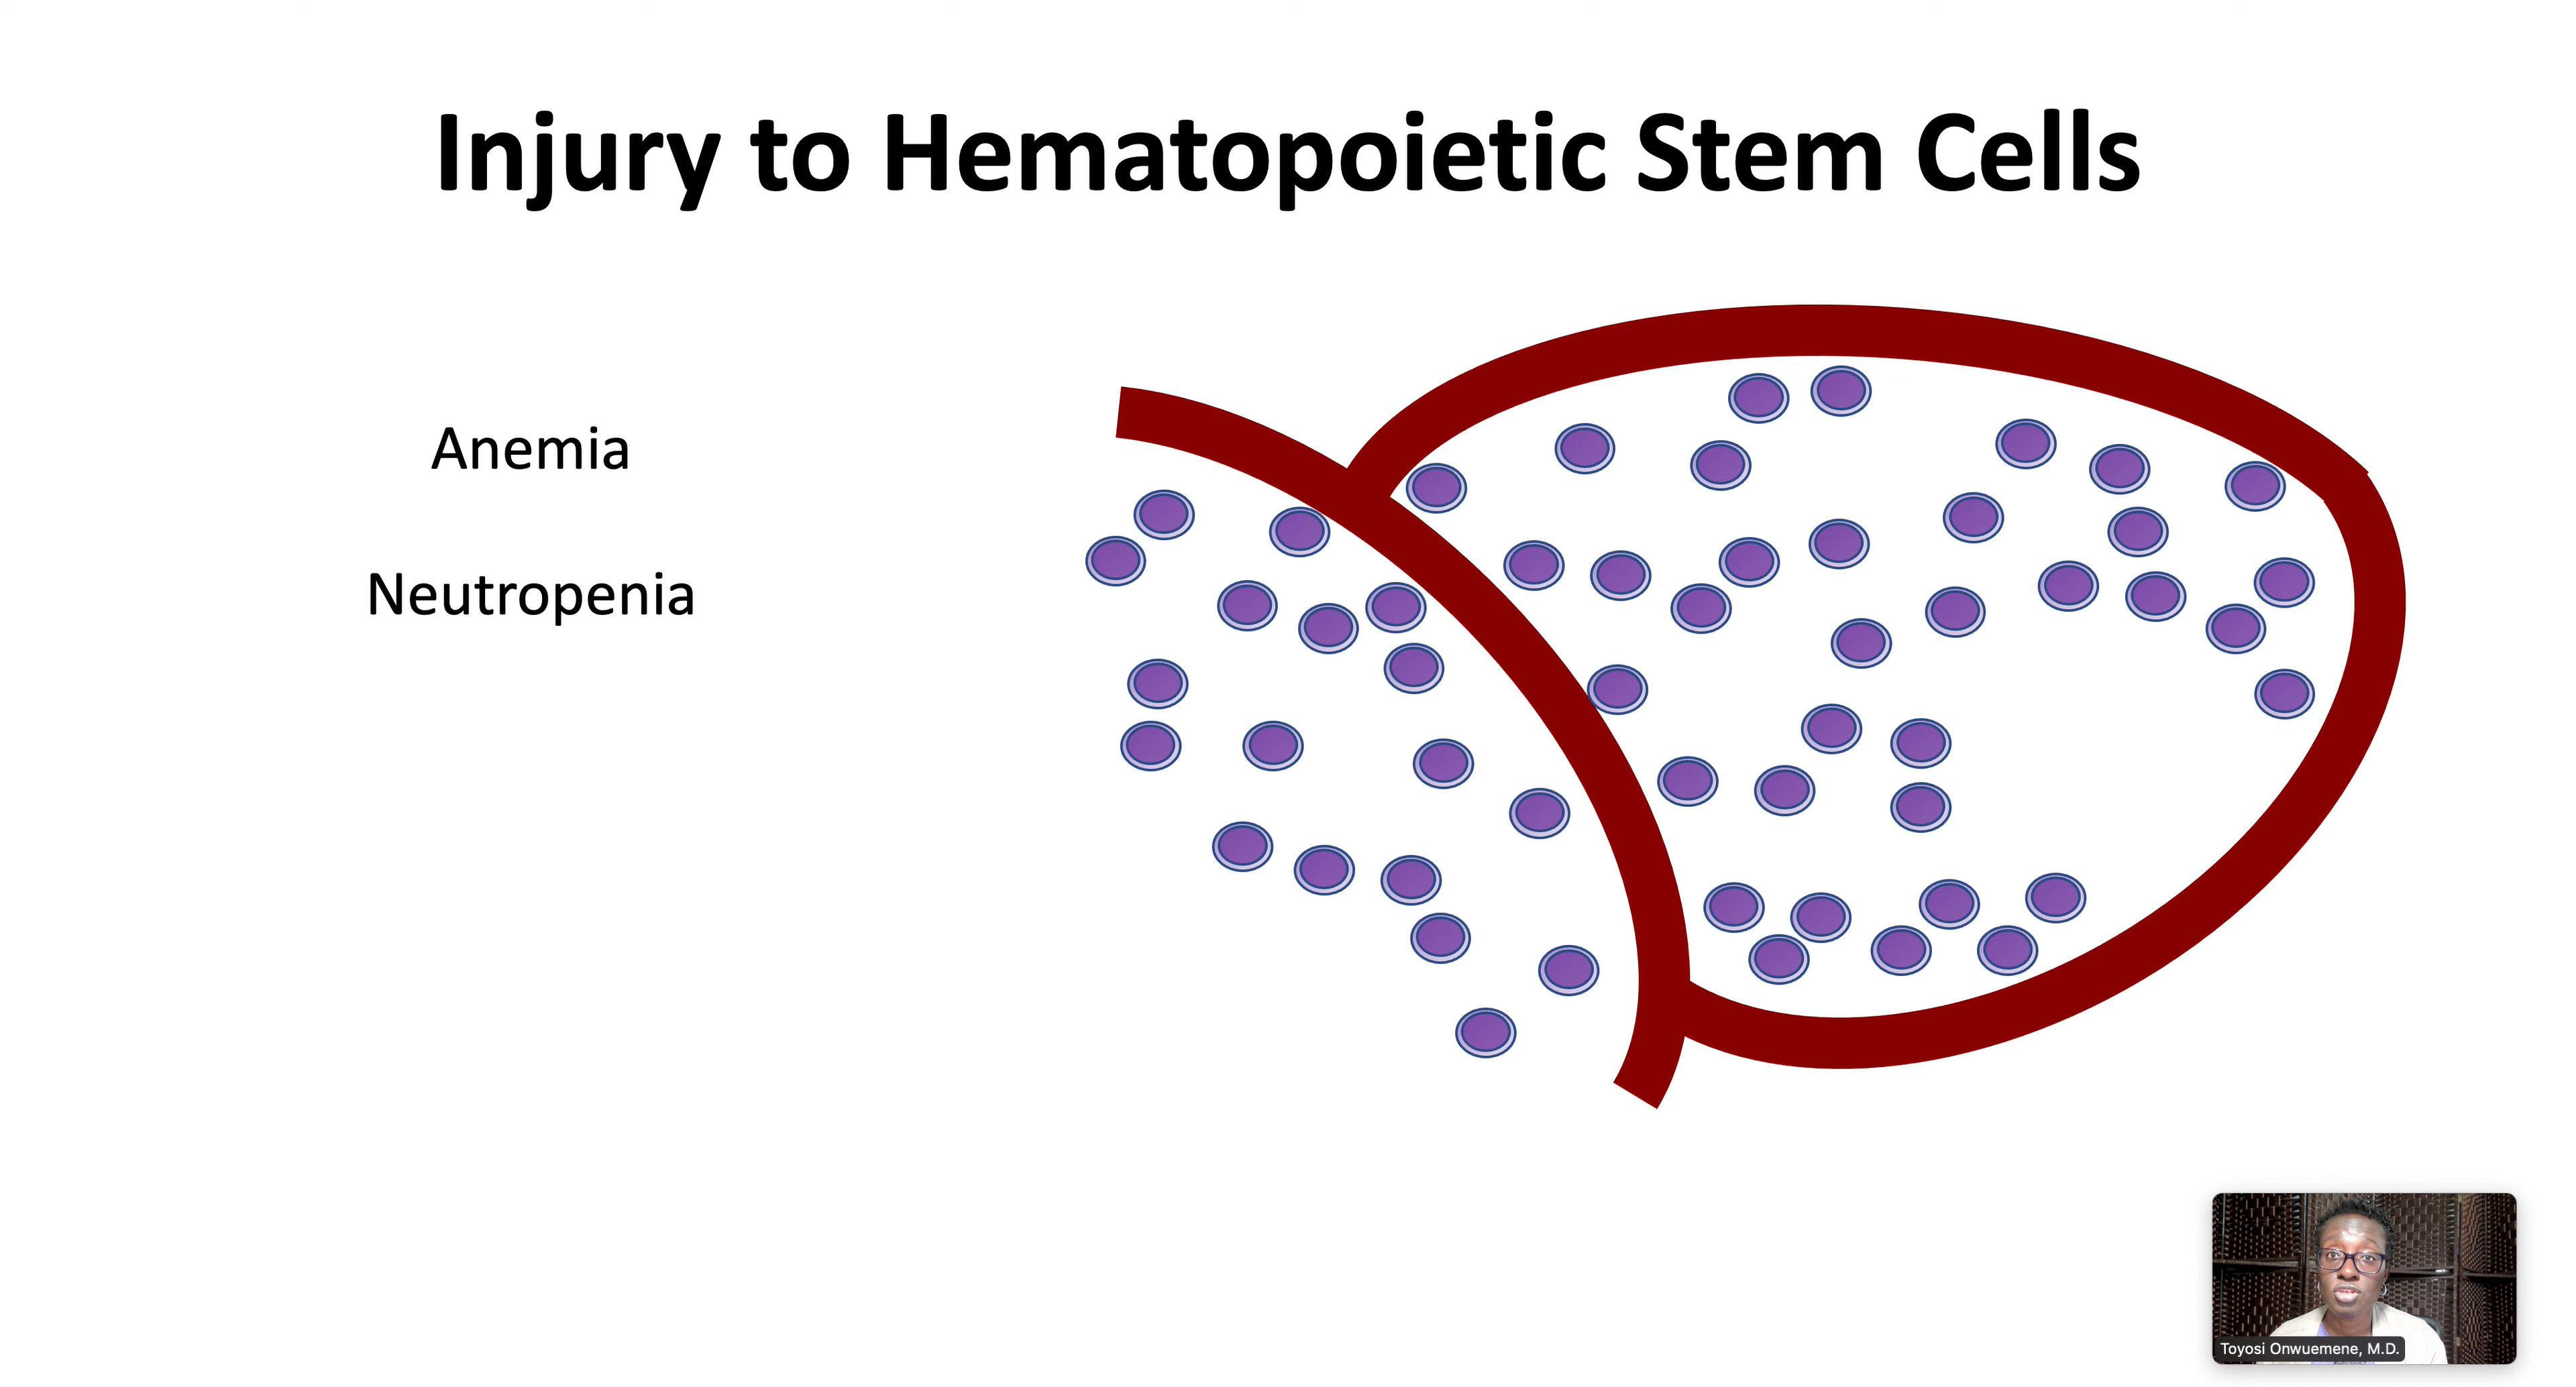 Injury to Hematopoietic Stem Cells
Anemia
Neutropenia
Toyosi Onwuemene, M.D.